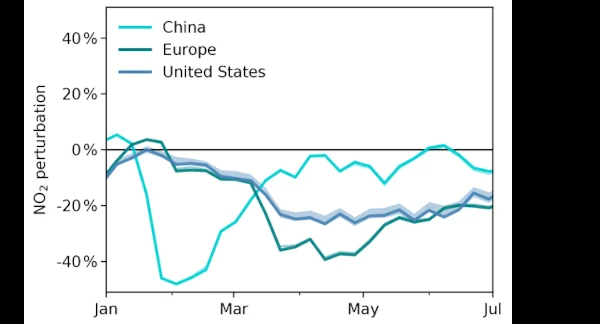 China
Europe
United States
NO₂ perturbation
40%
20%
0%
-20%
-40%
Jan
Mar
May
Jul